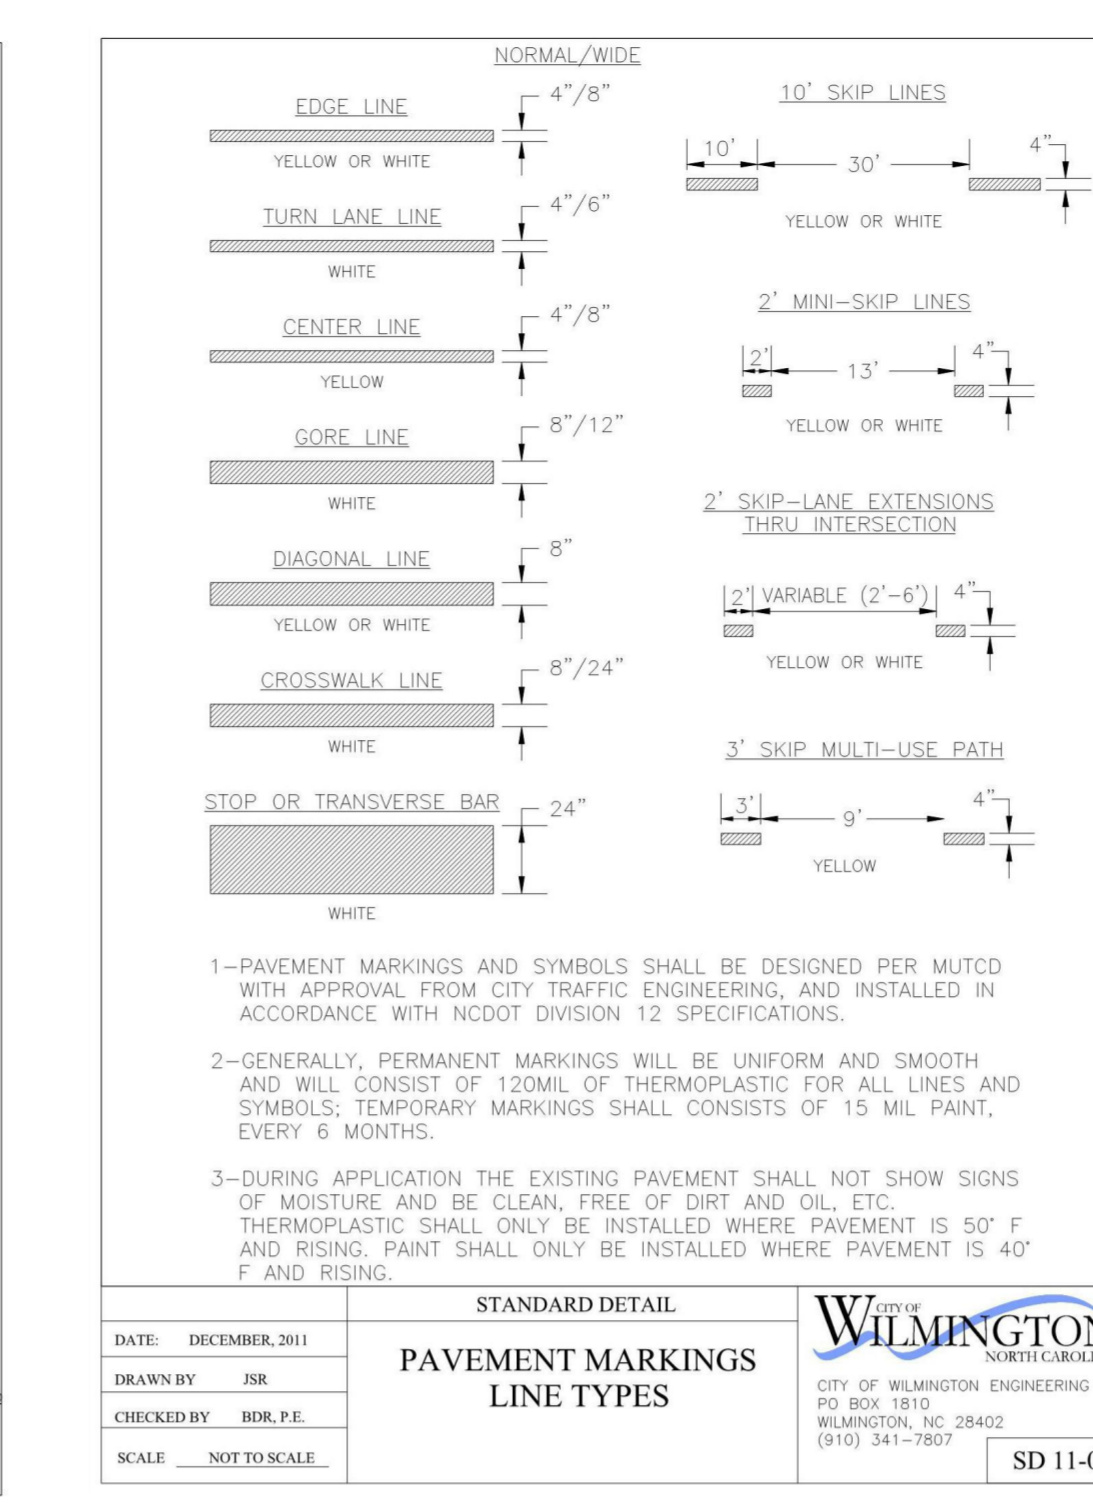 NORMAL/WIDE
EDGE LINE
4”/8”
YELLOW OR WHITE
TURN LANE LINE
4”/6”
WHITE
CENTER LINE
4”/8”
YELLOW
GORE LINE
8”/12”
WHITE
DIAGONAL LINE
8”
YELLOW OR WHITE
CROSSWALK LINE
8”/24”
WHITE
STOP OR TRANSVERSE BAR
24”
WHITE
10’ SKIP LINES
10’
30’
4”
YELLOW OR WHITE
2’ MINI-SKIP LINES
2’
13’
4”
YELLOW OR WHITE
2’ SKIP-LANE EXTENSIONS
THRU INTERSECTION
2’ VARIABLE (2’-6’) 4”
YELLOW OR WHITE
3’ SKIP MULTI-USE PATH
3’
9’
4”
YELLOW
1-PAVEMENT MARKINGS AND SYMBOLS SHALL BE DESIGNED PER MUTCD
WITH APPROVAL FROM CITY TRAFFIC ENGINEERING, AND INSTALLED IN
ACCORDANCE WITH NCDOT DIVISION 12 SPECIFICATIONS.
2-GENERALLY, PERMANENT MARKINGS WILL BE UNIFORM AND SMOOTH
AND WILL CONSIST OF 120MIL OF THERMOPLASTIC FOR ALL LINES AND
SYMBOLS; TEMPORARY MARKINGS SHALL CONSISTS OF 15 MIL PAINT,
EVERY 6 MONTHS.
3-DURING APPLICATION THE EXISTING PAVEMENT SHALL NOT SHOW SIGNS
OF MOISTURE AND BE CLEAN, FREE OF DIRT AND OIL, ETC.
THERMOPLASTIC SHALL ONLY BE INSTALLED WHERE PAVEMENT IS 50° F
AND RISING. PAINT SHALL ONLY BE INSTALLED WHERE PAVEMENT IS 40°
F AND RISING.
DATE: DECEMBER, 2011
DRAWN BY JSR
CHECKED BY BDR, P.E.
SCALE NOT TO SCALE
STANDARD DETAIL
PAVEMENT MARKINGS
LINE TYPES
CITY OF
WILMINGTON
NORTH
CITY OF WILMINGTON ENGINEERING
PO BOX 1810
WILMINGTON, NC 28402
(910) 341-7807
SD